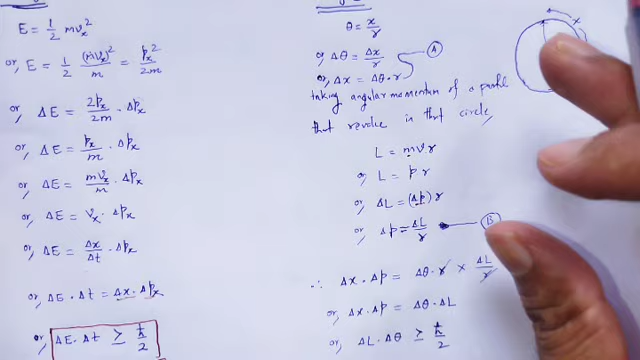 E = 1/2 mvₓ²
or, E = 1/2 (mvₓ)²/m = pₓ²/2m
or, ΔE = 2pₓ/2m · Δpₓ
or, ΔE = pₓ/m · Δpₓ
or, ΔE = mvₓ/m · Δpₓ
or, ΔE = vₓ · Δpₓ
or, ΔE = Δx/Δt · Δpₓ
or, ΔE · Δt = Δx · Δpₓ
or, ΔE · Δt ≥ ħ/2
θ = x/r
or, Δθ = Δx/r
A
or, Δx = Δθ · r
taking angular momentum of a
that revolve in that circle,
L = mvr
or, L = pr
or, ΔL = (Δp) r
or, Δp = ΔL/r
B
∴ Δx · Δp = Δθ · r × ΔL/r
or, Δx · Δp = Δθ · ΔL
or, ΔL · Δθ ≥ ħ/2
x